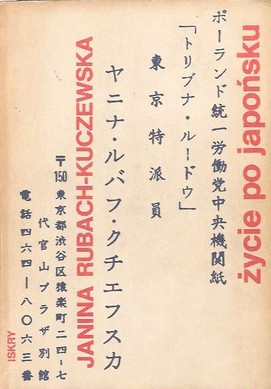 życie po japońsku
ポーランド統一労働党中央機関紙
「トリブナ・ルードウ」
東京特派員
ヤニナ・ルバフ・クチエフスカ
JANINA RUBACH-KUCZEWSKA
〒150 東京都渋谷区猿楽町二四ー七
代官山プラザ別館
電話四六四ー八〇六三番
ISKRY